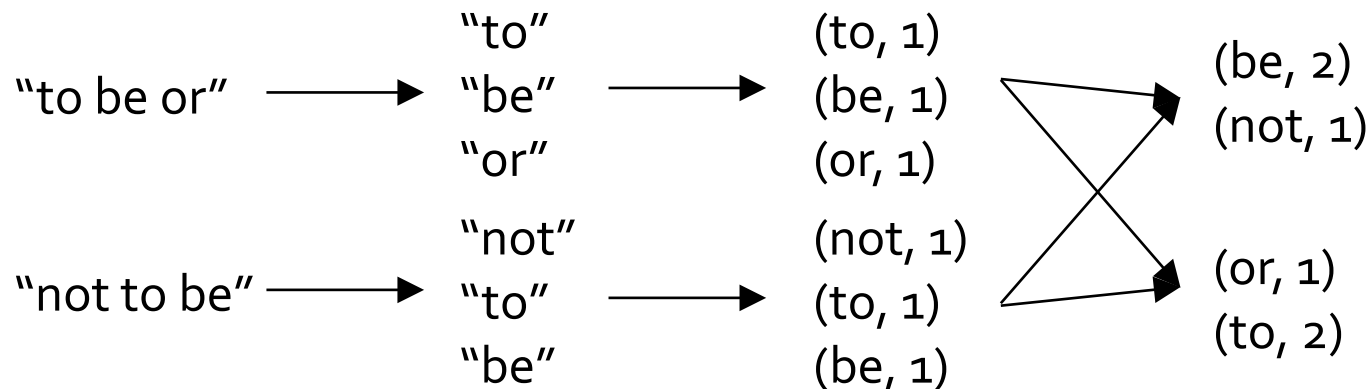 “to be or”
“not to be”
“to”
“be”
“or”
“not”
“to”
“be”
(to, 1)
(be, 1)
(or, 1)
(not, 1)
(to, 1)
(be, 1)
(be, 2)
(not, 1)
(or, 1)
(to, 2)